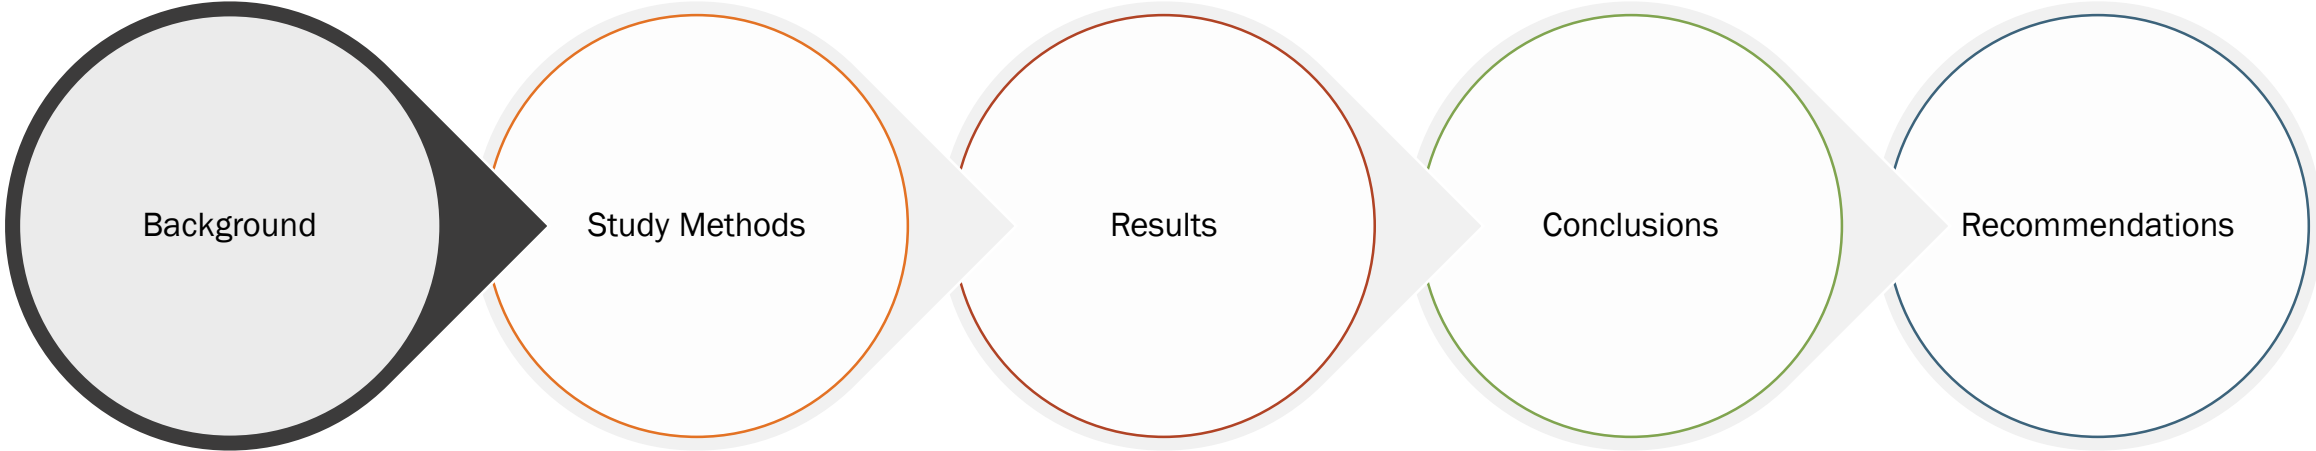 Background
Study Methods
Results
Conclusions
Recommendations